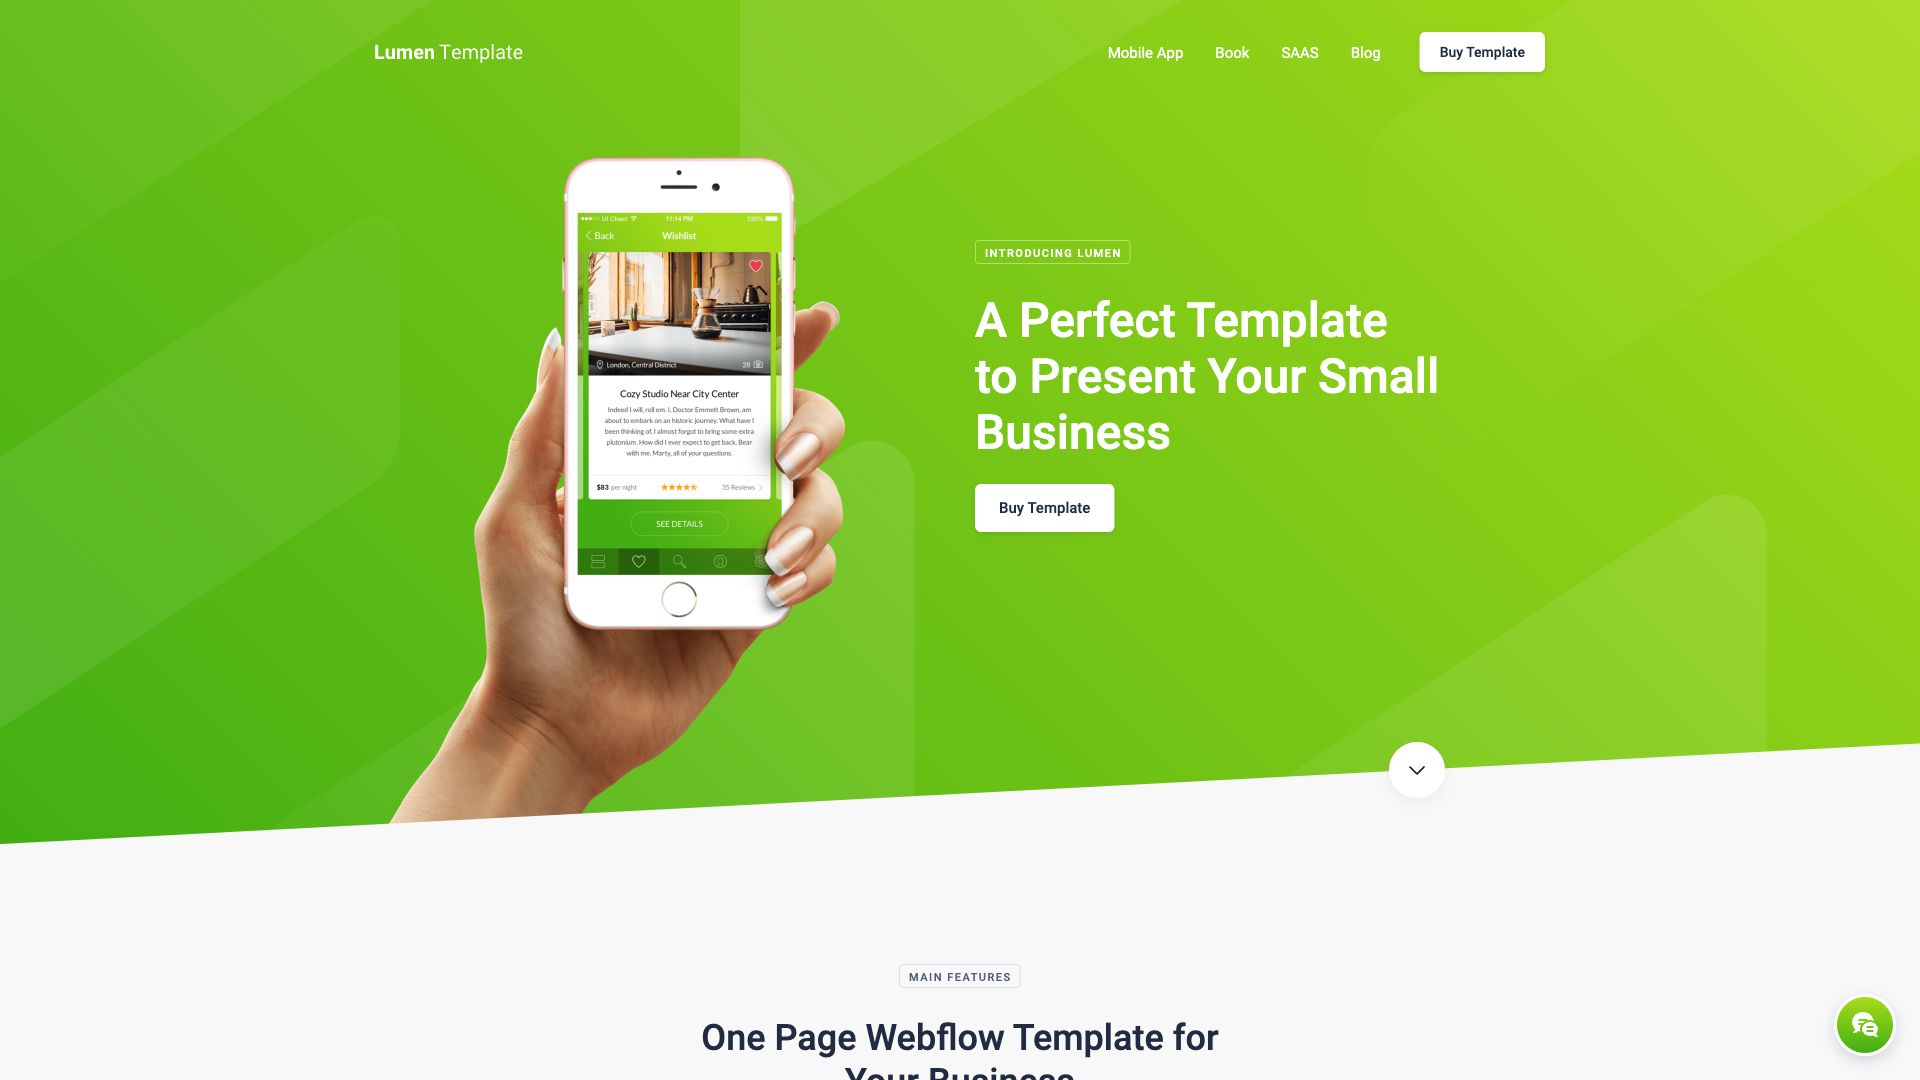 Lumen Template
Mobile App
Book
SAAS
Blog
Buy Template
UI Cheat
11:14 PM
100%
Back
Wishlist
London, Central District
28
Cozy Studio Near City Center
Indeed I will, roll em. I, Doctor Emmett Brown, am
about to embark on an historic journey. What have I
been thinking of, I almost forgot to bring some extra
plutonium. How did I ever expect to get back. Bear
with me, Marty, all of your questions.
$83 per night
35 Reviews
SEE DETAILS
INTRODUCING LUMEN
A Perfect Template
to Present Your Small
Business
Buy Template
MAIN FEATURES
One Page Webflow Template for
Your Business